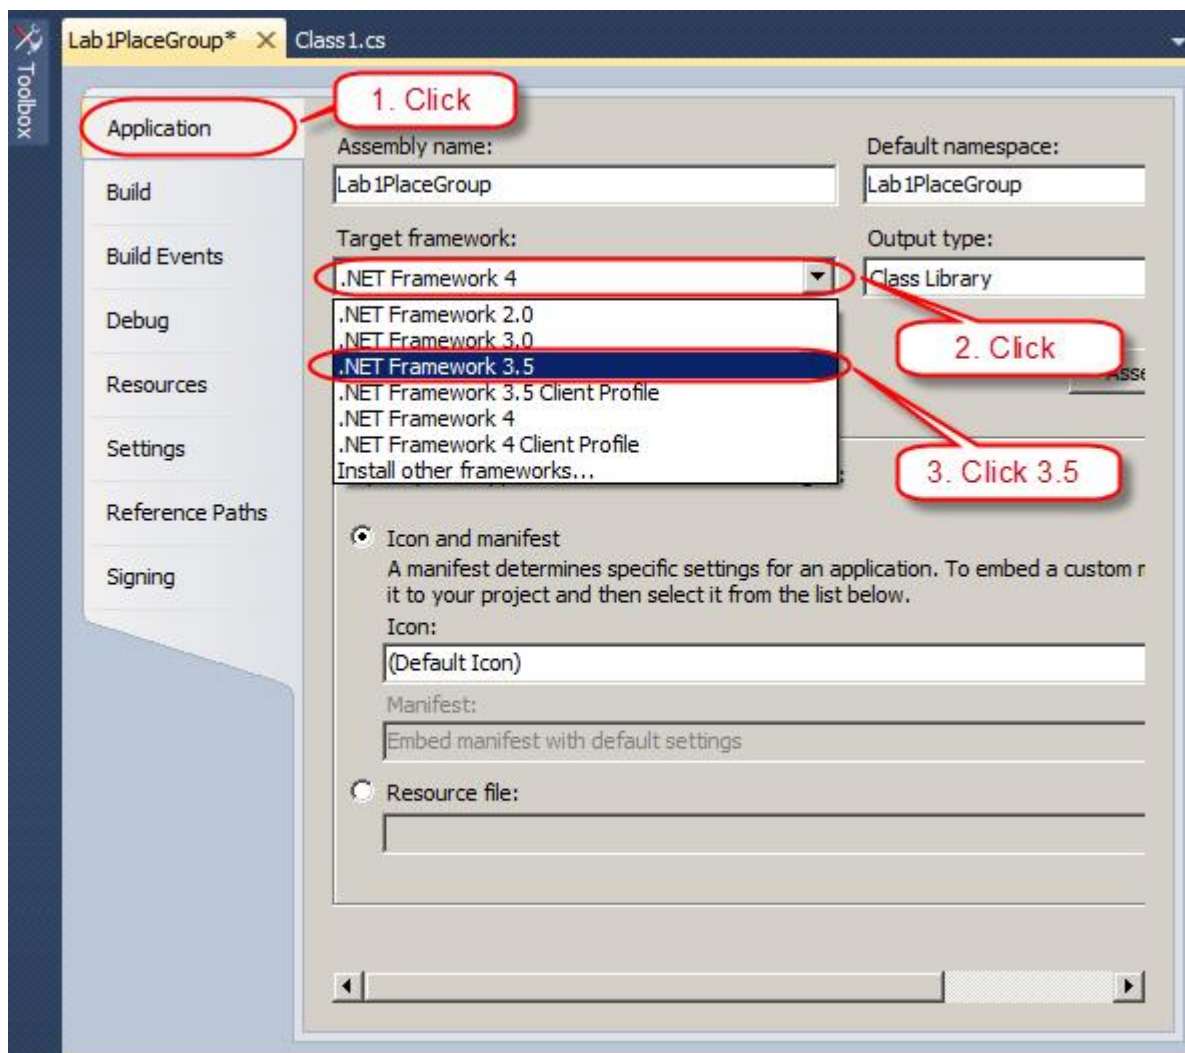 Toolbox
Lab1PlaceGroup* Class1.cs
1. Click
Application
Build
Build Events
Debug
Resources
Settings
Reference Paths
Signing
Assembly name: Default namespace:
Lab1PlaceGroup Lab1PlaceGroup
Target framework: Output type:
.NET Framework 4 Class Library
.NET Framework 2.0
.NET Framework 3.0
.NET Framework 3.5
.NET Framework 3.5 Client Profile
.NET Framework 4
.NET Framework 4 Client Profile
Install other frameworks...
2. Click
Asse
3. Click 3.5
Icon and manifest
A manifest determines specific settings for an application. To embed a custom
it to your project and then select it from the list below.
Icon:
(Default Icon)
Manifest:
Embed manifest with default settings
Resource file: